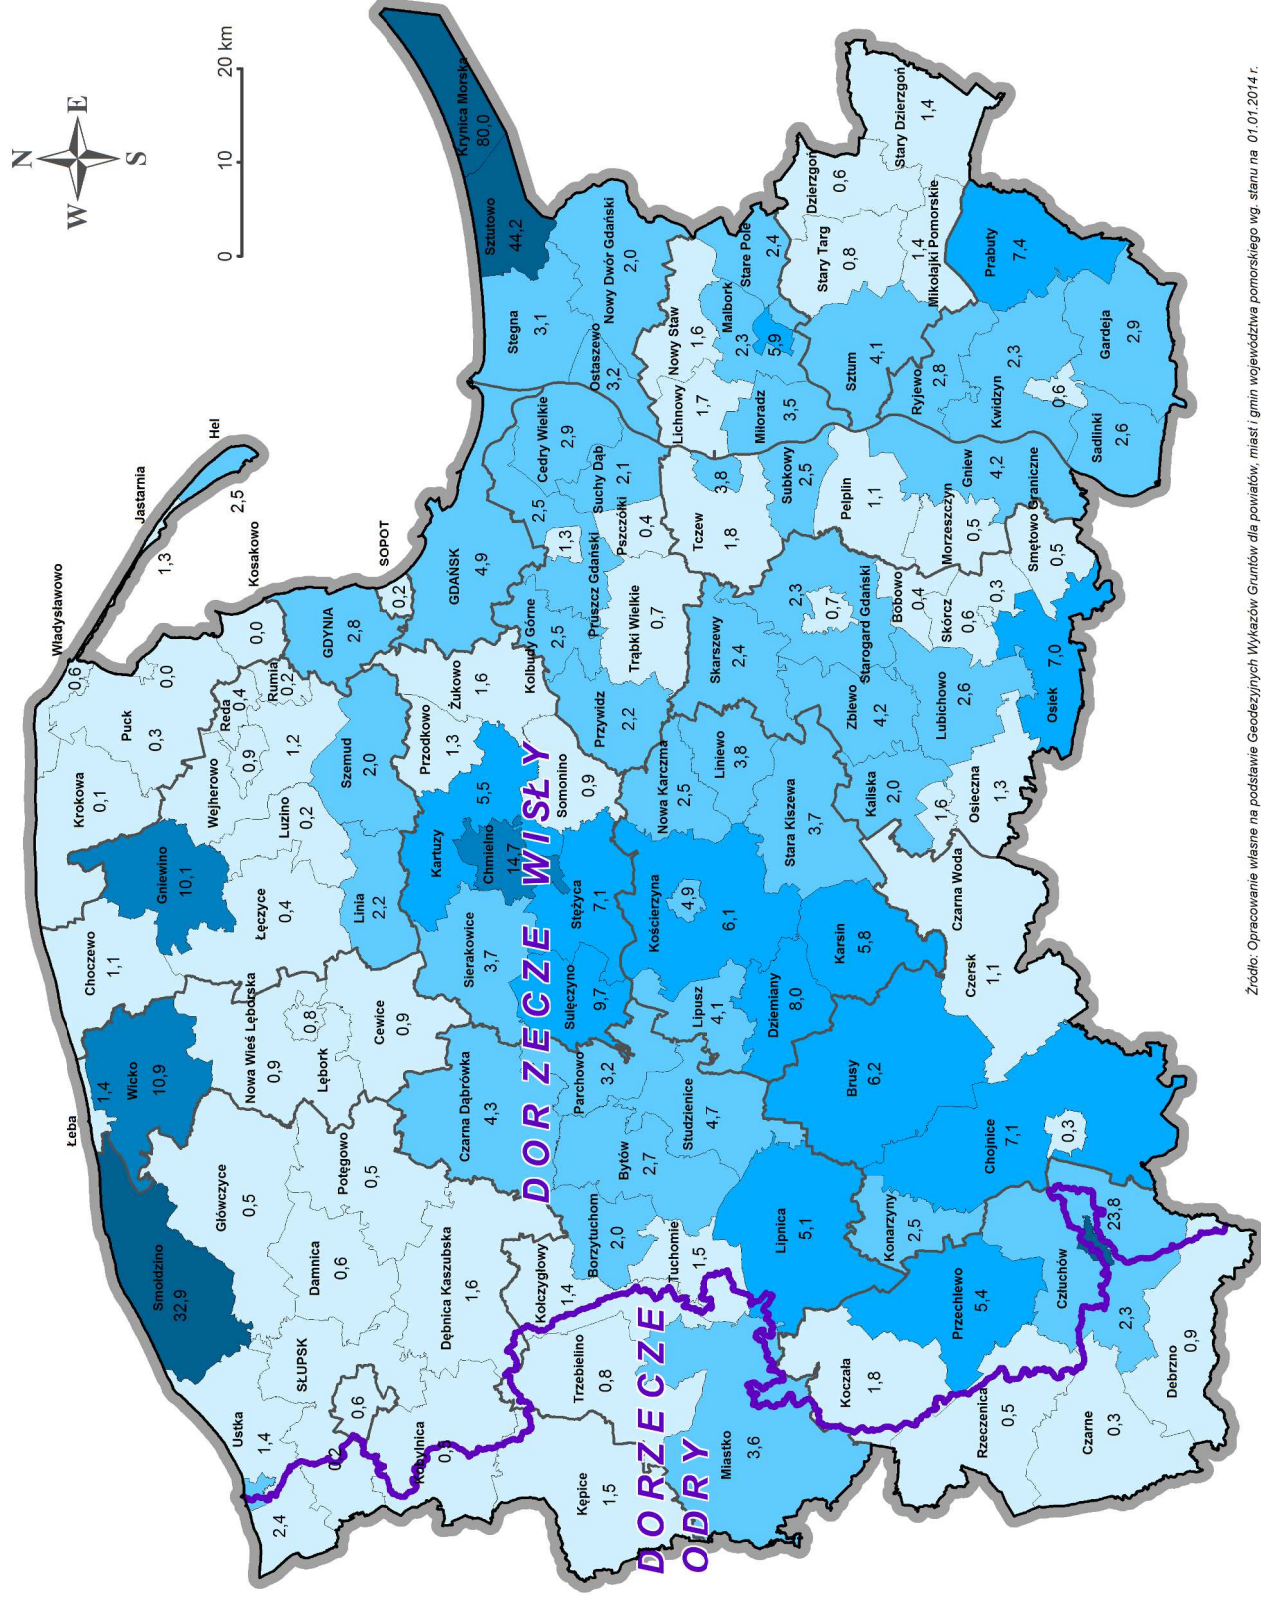 N
W
E
S
0
10
20 km
Władysławowo
0,6
Jastarnia
1,3
Hel
2,5
Kosakowo
0,0
SOPOT
0,2
Łeba
1,4
Krokowa
0,1
Puck
0,3
0,0
Choczewo
1,1
Gniewino
10,1
Wejherowo
0,9
1,2
Reda
0,4
Rumia
0,2
GDYNIA
2,8
Wicko
10,9
Smołdzino
32,9
Łęczyce
0,4
Luzino
0,2
Szemud
2,0
Linia
2,2
Nowa Wieś Lęborska
0,9
Lębork
0,8
Cewice
0,9
Główczyce
0,5
Potęgowo
0,5
Damnica
0,6
SŁUPSK
0,6
0,2
Ustka
1,4
2,4
Kobylnica
Dębnica Kaszubska
1,6
Czarna Dąbrówka
4,3
Sierakowice
3,7
Kartuzy
5,5
Chmielno
14,7
Przodkowo
1,3
Żukowo
1,6
GDAŃSK
4,9
Stegna
3,1
Sztutowo
44,2
Krynica Morska
80,0
DORZECZE WISŁY
Kępice
1,5
Trzebielino
0,8
Kołczygłowy
1,4
Borzytuchom
2,0
Bytów
2,7
Parchowo
3,2
Sulęczyno
9,7
Stężyca
7,1
Somonino
0,9
Kolbudy Górne
2,5
Przywidz
2,2
Pruszcz Gdański
2,5
1,3
Cedry Wielkie
2,9
Suchy Dąb
2,1
Pszczółki
0,4
Trąbki Wielkie
0,7
Ostaszewo
3,2
Nowy Dwór Gdański
2,0
DORZECZE
ODRY
Miastko
3,6
Tuchomie
1,5
Studzienice
4,7
Lipusz
4,1
Kościerzyna
4,9
6,1
Nowa Karczma
2,5
Liniewo
3,8
Skarszewy
2,4
Tczew
1,8
3,8
Lichnowy
1,7
Nowy Staw
1,6
Malbork
2,3
5,9
Stare Pole
2,4
Miłoradz
3,5
Subkowy
2,5
Lipnica
5,1
Dziemiany
8,0
Karsin
5,8
Stara Kiszewa
3,7
Zblewo
4,2
Starogard Gdański
2,3
0,7
Pelplin
1,1
Sztum
4,1
Stary Targ
0,8
Dzierzgoń
0,6
Stary Dzierzgoń
1,4
Mikołajki Pomorskie
1,4
Koczała
1,8
Konarzyny
2,5
Brusy
6,2
Kaliska
2,0
Lubichowo
2,6
Bobowo
0,4
Skórcz
0,6
0,3
Morzeszczyn
0,5
Gniew
4,2
Ryjewo
2,8
Kwidzyn
2,3
0,6
Prabuty
7,4
Przechlewo
5,4
Chojnice
7,1
0,3
Czersk
1,1
Czarna Woda
1,6
Osieczna
1,3
Osiek
7,0
Smętowo Graniczne
0,5
Sadlinki
2,6
Gardeja
2,9
Rzeczenica
0,5
Człuchów
23,8
2,3
Czarne
0,3
Debrzno
0,9
Źródło: Opracowanie własne na podstawie Geodezyjnych Wykazów Gruntów dla powiatów, miast i gmin województwa pomorskiego wg. stanu na 01.01.2014 r.